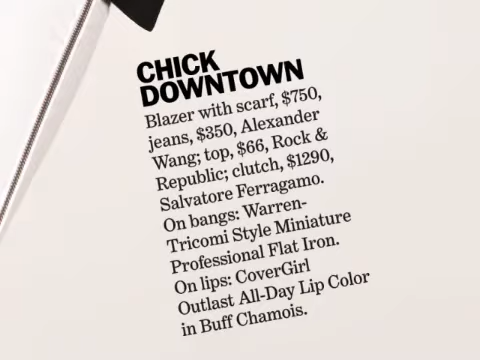 CHICK
DOWNTOWN
Blazer with scarf, $750,
jeans, $350, Alexander
Wang; top, $66, Rock &
Republic; clutch, $1290,
Salvatore Ferragamo.
On bangs: Warren-
Tricomi Style Miniature
Professional Flat Iron.
On lips: CoverGirl
Outlast All-Day Lip Color
in Buff Chamois.